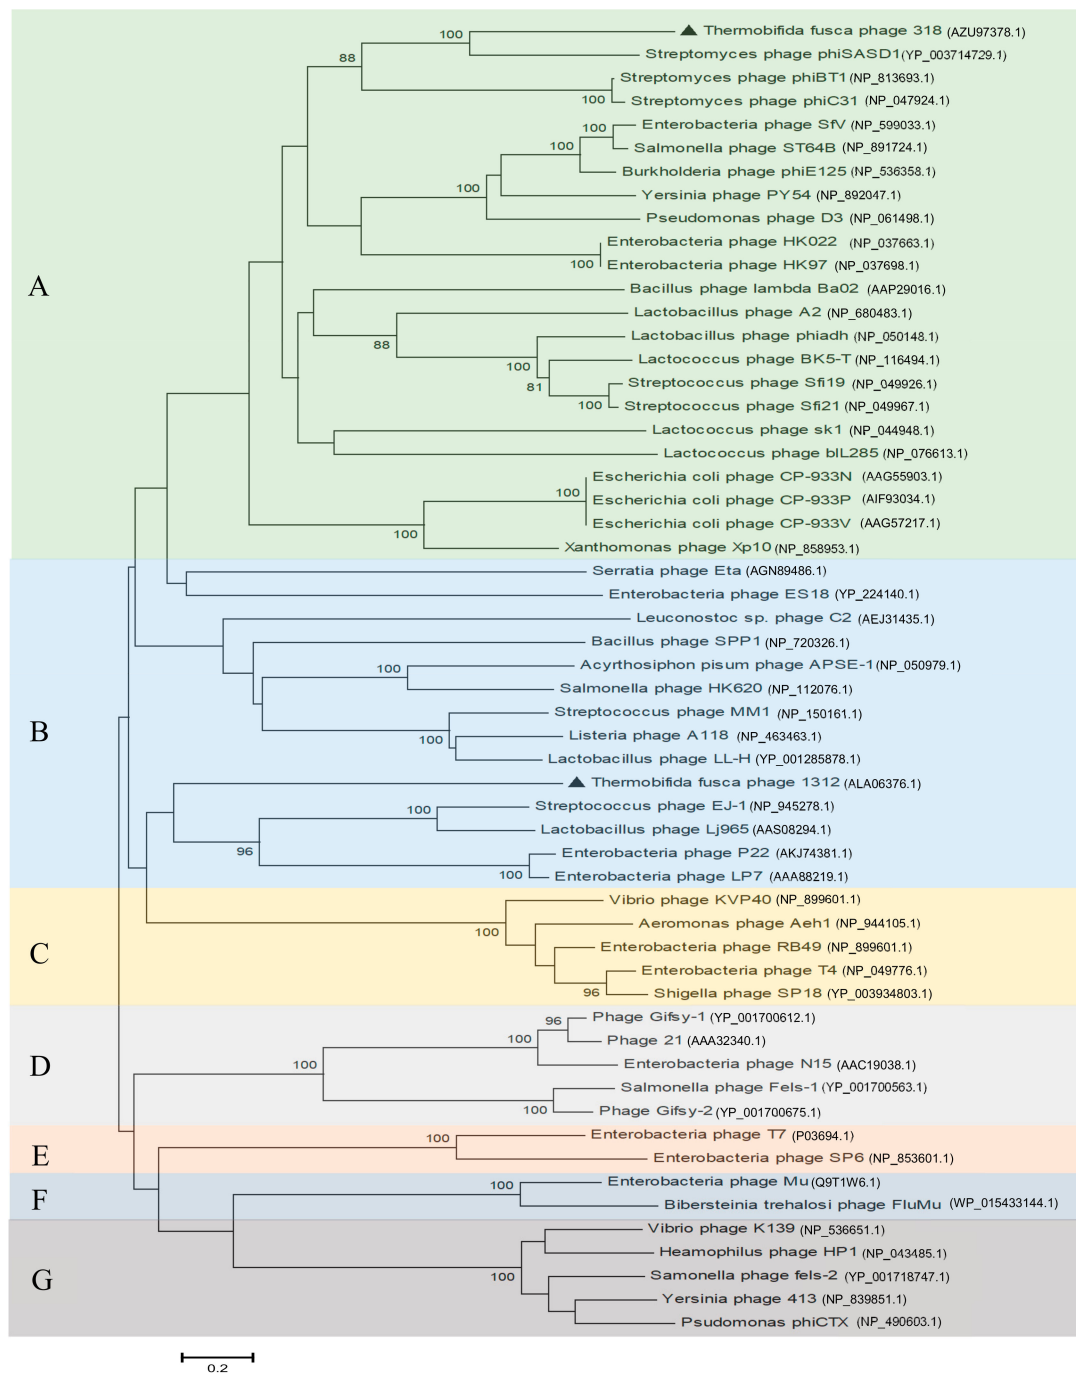 100 ▲ Thermobifida fusca phage 318 (AZU97378.1)
88 Streptomyces phage phiSASD1(YP_003714729.1)
Streptomyces phage phiBT1(NP_813693.1)
100 Streptomyces phage phiC31 (NP_047924.1)
100 Enterobacteria phage SfV (NP_599033.1)
100 Salmonella phage ST64B (NP_891724.1)
Burkholderia phage phiE125 (NP_536358.1)
100 Yersinia phage PY54 (NP_892047.1)
Pseudomonas phage D3 (NP_061498.1)
Enterobacteria phage HK022 (NP_037663.1)
100 Enterobacteria phage HK97 (NP_037698.1)
A
Bacillus phage lambda Ba02 (AAP29016.1)
Lactobacillus phage A2 (NP_680483.1)
88 Lactobacillus phage phiadh (NP_050148.1)
100 Lactococcus phage BK5-T (NP_116494.1)
81 Streptococcus phage Sfi19 (NP_049926.1)
100 Streptococcus phage Sfi21 (NP_049967.1)
Lactococcus phage sk1 (NP_044948.1)
Lactococcus phage bIL285 (NP_076613.1)
Escherichia coli phage CP-933N (AAG55903.1)
100 Escherichia coli phage CP-933P (AIF93034.1)
Escherichia coli phage CP-933V (AAG57217.1)
100 Xanthomonas phage Xp10 (NP_858953.1)
Serratia phage Eta (AGN89486.1)
Enterobacteria phage ES18 (YP_224140.1)
Leuconostoc sp. phage C2 (AEJ31435.1)
Bacillus phage SPP1 (NP_720326.1)
100 Acyrthosiphon pisum phage APSE-1(NP_050979.1)
Salmonella phage HK620 (NP_112076.1)
Streptococcus phage MM1 (NP_150161.1)
B
100 Listeria phage A118 (NP_463463.1)
Lactobacillus phage LL-H (YP_001285878.1)
▲ Thermobifida fusca phage 1312 (ALA06376.1)
100 Streptococcus phage EJ-1 (NP_945278.1)
Lactobacillus phage Lj965 (AAS08294.1)
96 Enterobacteria phage P22 (AKJ74381.1)
100 Enterobacteria phage LP7 (AAA88219.1)
Vibrio phage KVP40 (NP_899601.1)
100 Aeromonas phage Aeh1 (NP_944105.1)
C
Enterobacteria phage RB49 (NP_899601.1)
Enterobacteria phage T4 (NP_049776.1)
96 Shigella phage SP18 (YP_003934803.1)
96 Phage Gifsy-1 (YP_001700612.1)
100 Phage 21 (AAA32340.1)
D
100 Enterobacteria phage N15 (AAC19038.1)
Salmonella phage Fels-1 (YP_001700563.1)
100 Phage Gifsy-2 (YP_001700675.1)
100 Enterobacteria phage T7 (P03694.1)
E
Enterobacteria phage SP6 (NP_853601.1)
100 Enterobacteria phage Mu(Q9T1W6.1)
F
Bibersteinia trehalosi phage FluMu (WP_015433144.1)
Vibrio phage K139 (NP_536651.1)
Heamophilus phage HP1 (NP_043485.1)
G
100 Samonella phage fels-2 (YP_001718747.1)
Yersinia phage 413 (NP_839851.1)
Psudomonas phiCTX (NP_490603.1)
0.2